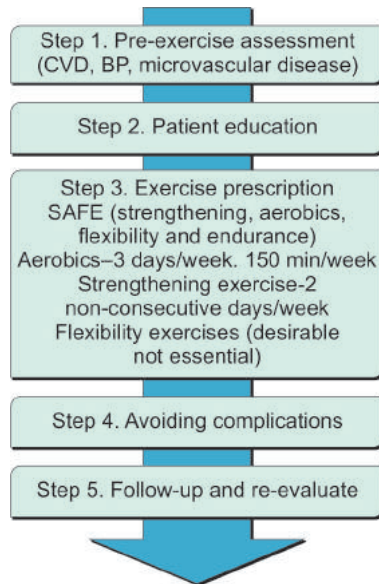 Step 1. Pre-exercise assessment
(CVD, BP, microvascular disease)
Step 2. Patient education
Step 3. Exercise prescription
SAFE (strengthening, aerobics,
flexibility and endurance)
Aerobics–3 days/week. 150 min/week
Strengthening exercise-2
non-consecutive days/week
Flexibility exercises (desirable
not essential)
Step 4. Avoiding complications
Step 5. Follow-up and re-evaluate